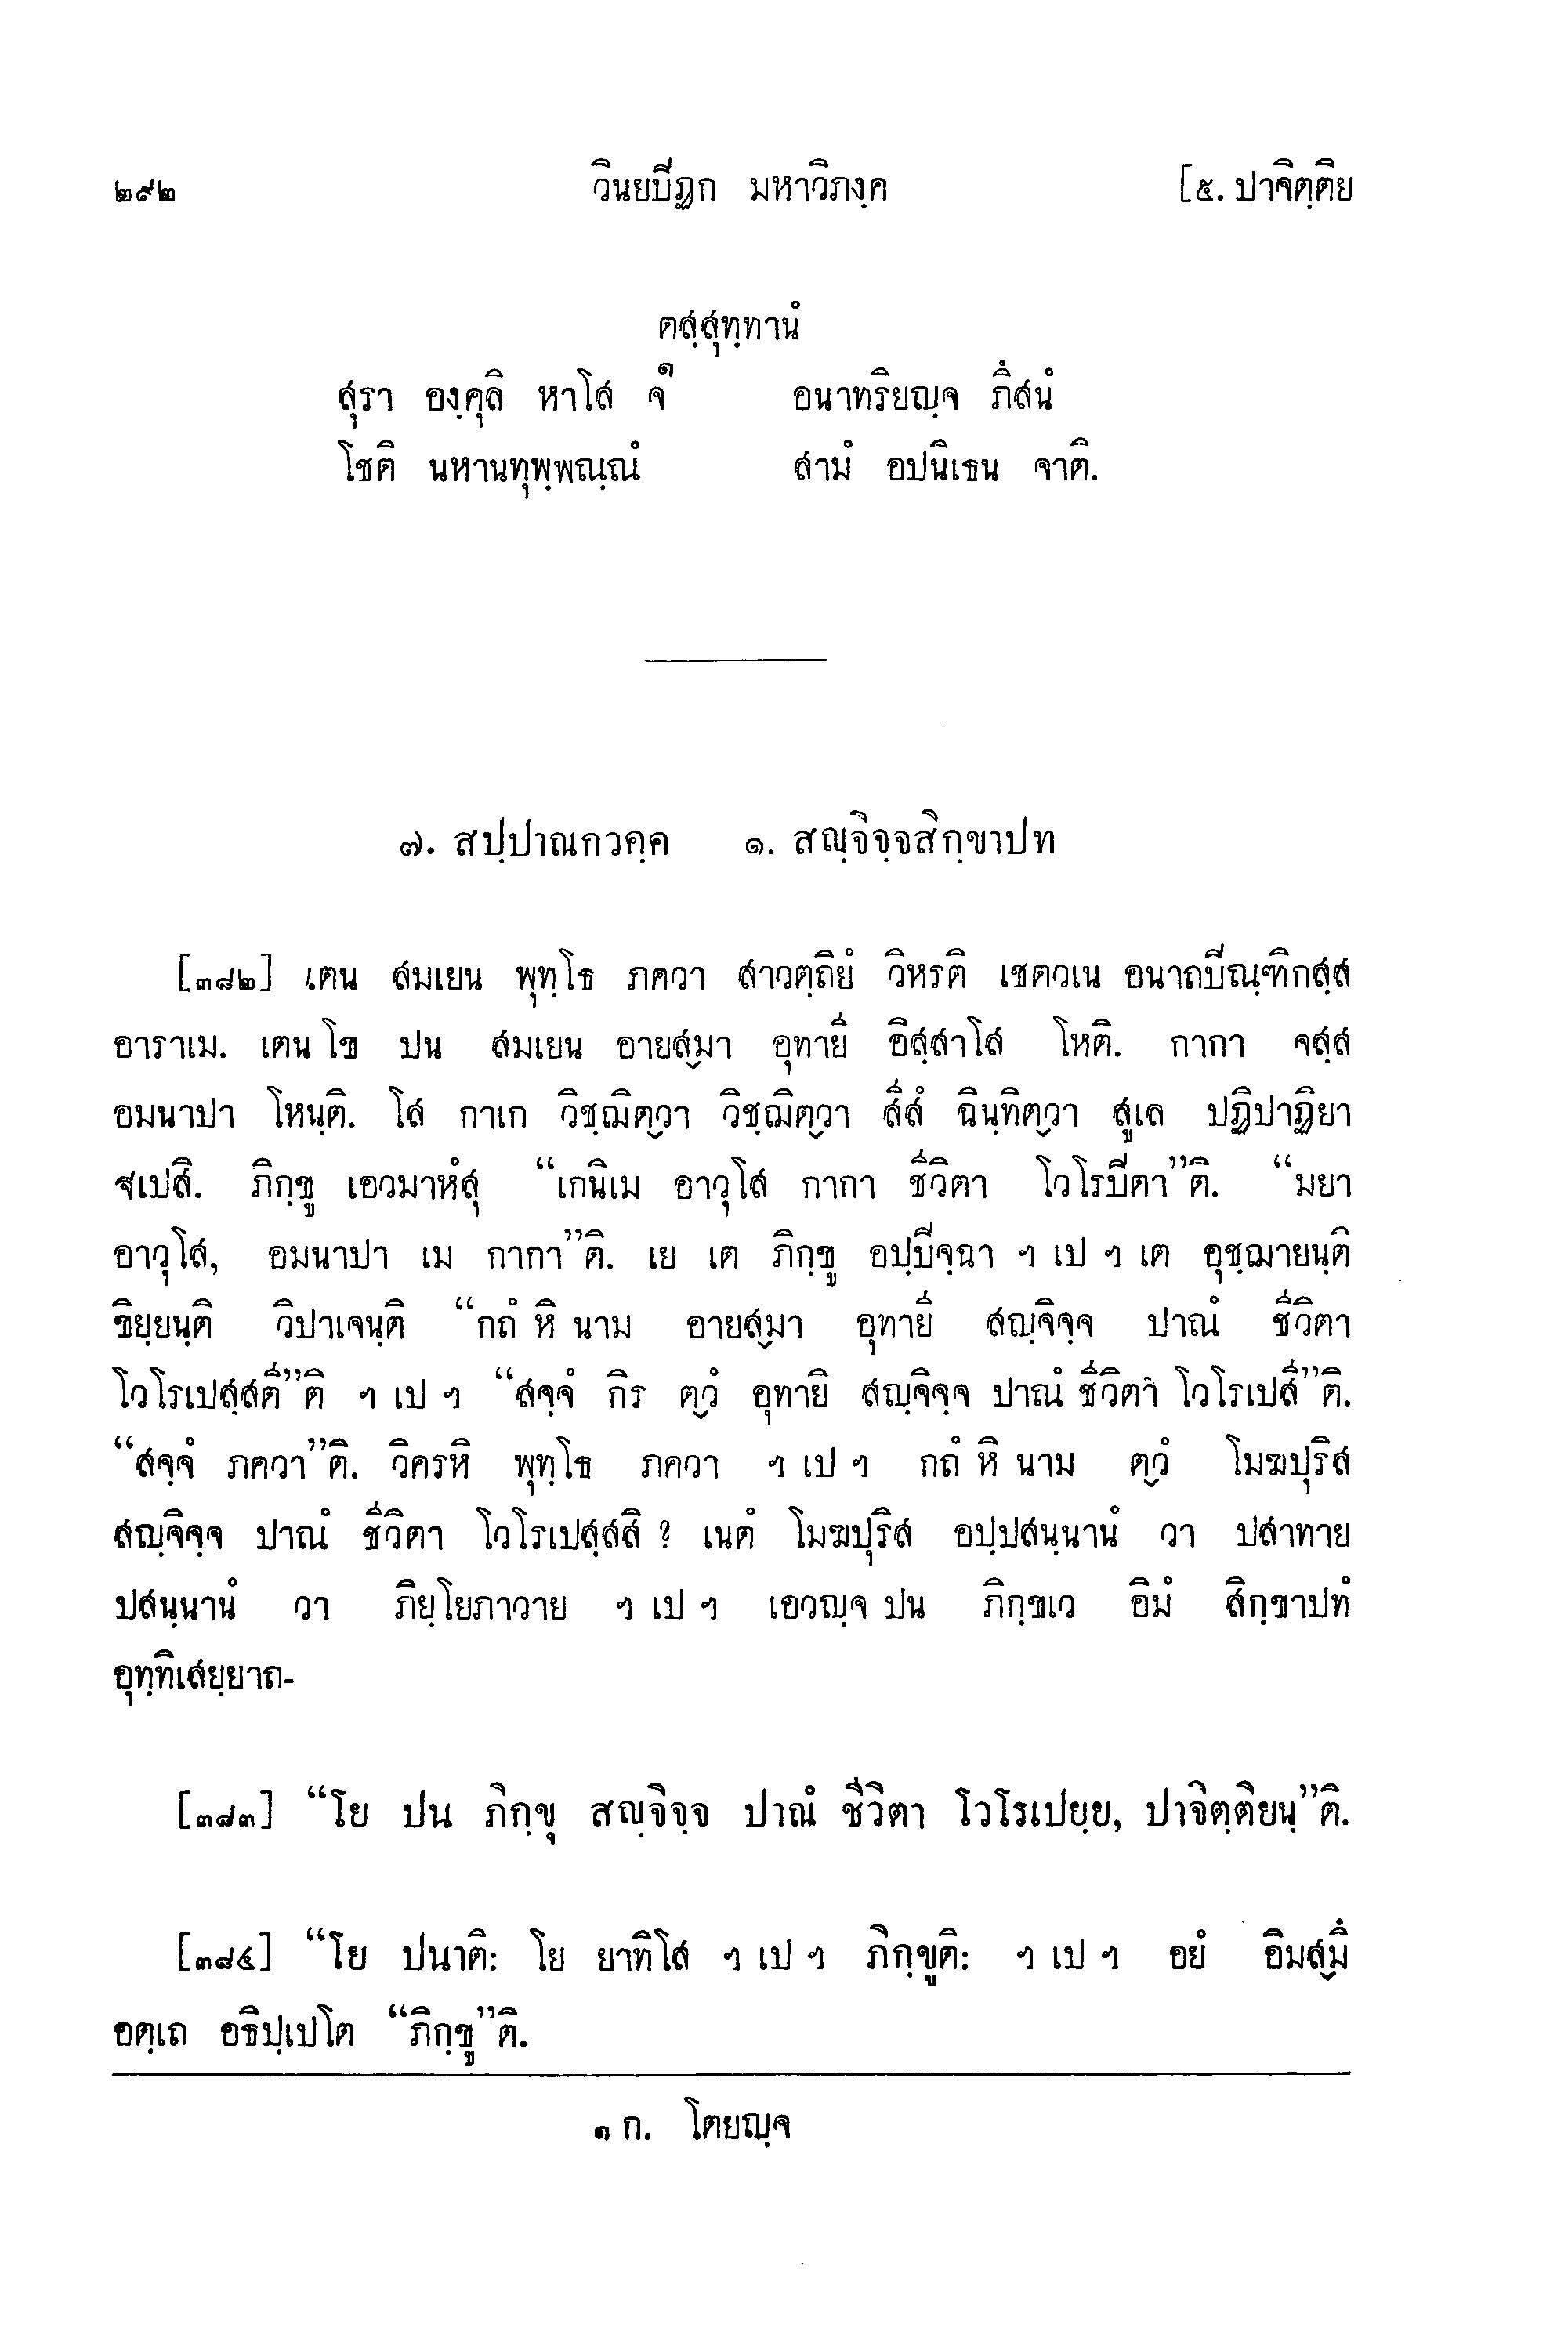 ๒๙๒ วินยปิฏก มหาวิภงฺค [๕. ปาจิตฺติย
ตสฺสุทฺทานํ
สุรา องฺคุลิ หาโส จ๑ อนาทริยญฺจ ภึสนํ
โชติ นหานทุพฺพณฺณํ สามํ อปนิเธน จาติ.
๗. สปฺปาณกวคฺค ๑. สญฺจิจฺจสิกฺขาปท
[๓๘๒] เตน สมเยน พุทฺโธ ภควา สาวตฺถิยํ วิหรติ เชตวเน อนาถปิณฺฑิกสฺส
อาราเม. เตน โข ปน สมเยน อายสฺมา อุทายี อิสฺสาโส โหติ. กากา จสฺส
อมนาปา โหนฺติ. โส กาเก วิชฺฌิตฺวา วิชฺฌิตฺวา สีสํ ฉินฺทิตฺวา สูเล ปฏิปาฏิยา
ฐเปสิ. ภิกฺขู เอวมาหํสุ “เกนิเม อาวุโส กากา ชีวิตา โวโรปิตา”ติ. “มยา
อาวุโส, อมนาปา เม กากา”ติ. เย เต ภิกฺขู อปฺปิจฺฉา ฯ เป ฯ เต อุชฺฌายนฺติ
ขิยฺยนฺติ วิปาเจนฺติ “กถํ หิ นาม อายสฺมา อุทายี สญฺจิจฺจ ปาณํ ชีวิตา
โวโรเปสฺสตี”ติ ฯ เป ฯ “สจฺจํ กิร ตฺวํ อุทายิ สญฺจิจฺจ ปาณํ ชีวิตา โวโรเปสี”ติ.
“สจฺจํ ภควา”ติ. วิครหิ พุทฺโธ ภควา ฯ เป ฯ กถํ หิ นาม ตฺวํ โมฆปุริส
สญฺจิจฺจ ปาณํ ชีวิตา โวโรเปสฺสสิ ? เนตํ โมฆปุริส อปฺปสนฺนานํ วา ปสาทาย
ปสนฺนานํ วา ภิยฺโยภาวาย ฯ เป ฯ เอวญฺจ ปน ภิกฺขเว อิมํ สิกฺขาปทํ
อุทฺทิเสยฺยาถ-
[๓๘๓] “โย ปน ภิกฺขุ สญฺจิจฺจ ปาณํ ชีวิตา โวโรเปยฺย, ปาจิตฺติยนฺ”ติ.
[๓๘๔] “โย ปนาติ: โย ยาทิโส ฯ เป ฯ ภิกฺขูติ: ฯ เป ฯ อยํ อิมสฺมึ
อตฺเถ อธิปฺเปโต “ภิกฺขู”ติ.
๑ ก. โตยญฺจ